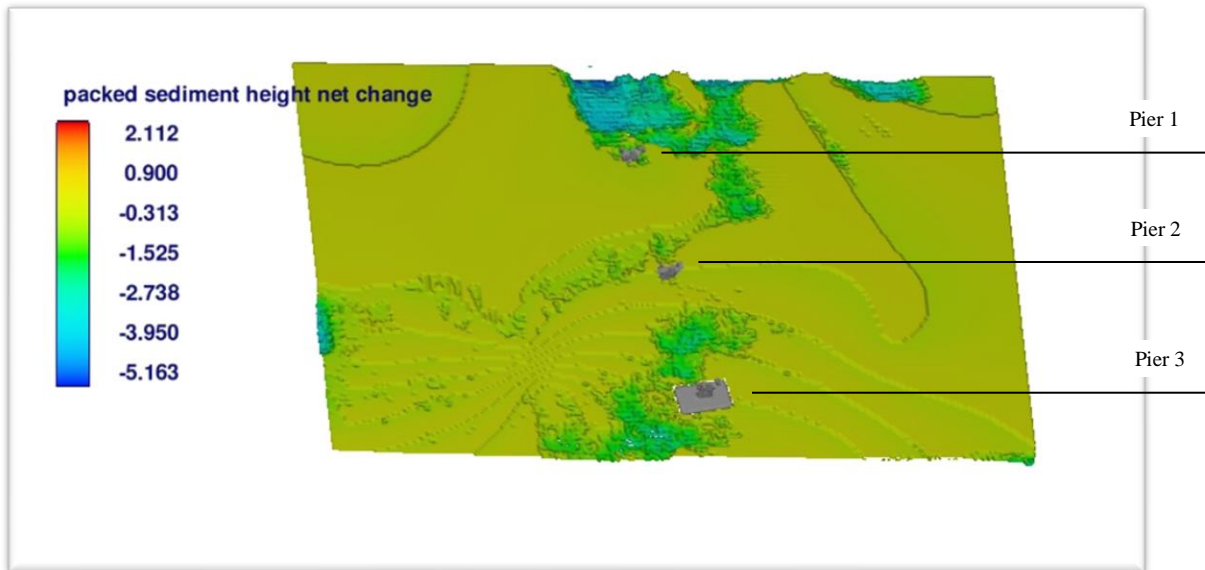 packed sediment height net change
2.112
0.900
-0.313
-1.525
-2.738
-3.950
-5.163
Pier 1
Pier 2
Pier 3